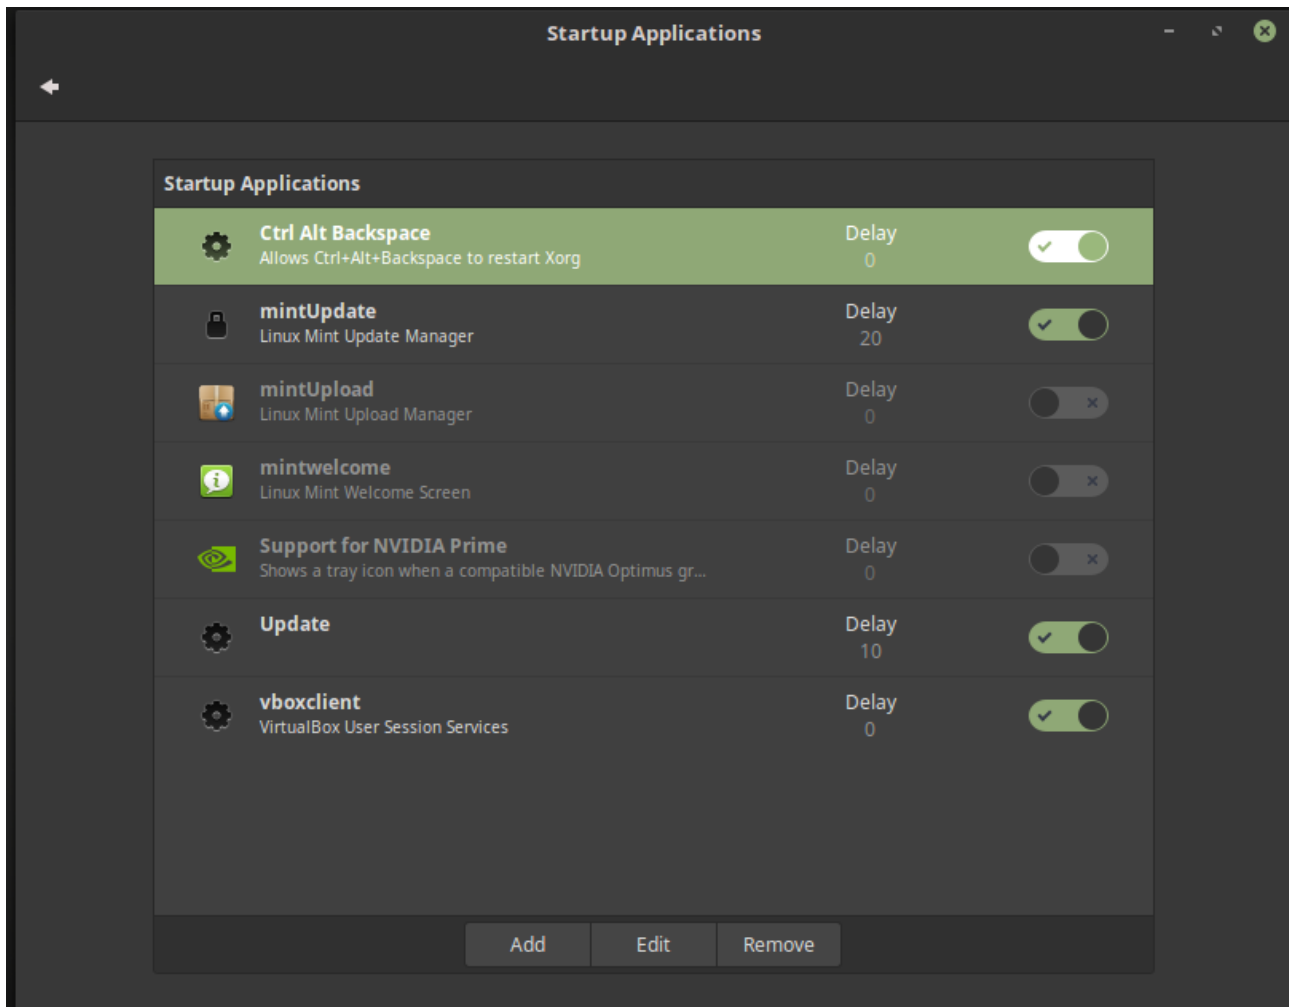 Startup Applications
Startup Applications
Ctrl Alt Backspace
Allows Ctrl+Alt+Backspace to restart Xorg
Delay
0
mintUpdate
Linux Mint Update Manager
Delay
20
mintUpload
Linux Mint Upload Manager
Delay
0
mintwelcome
Linux Mint Welcome Screen
Delay
0
Support for NVIDIA Prime
Shows a tray icon when a compatible NVIDIA Optimus gr...
Delay
0
Update
Delay
10
vboxclient
VirtualBox User Session Services
Delay
0
Add Edit Remove